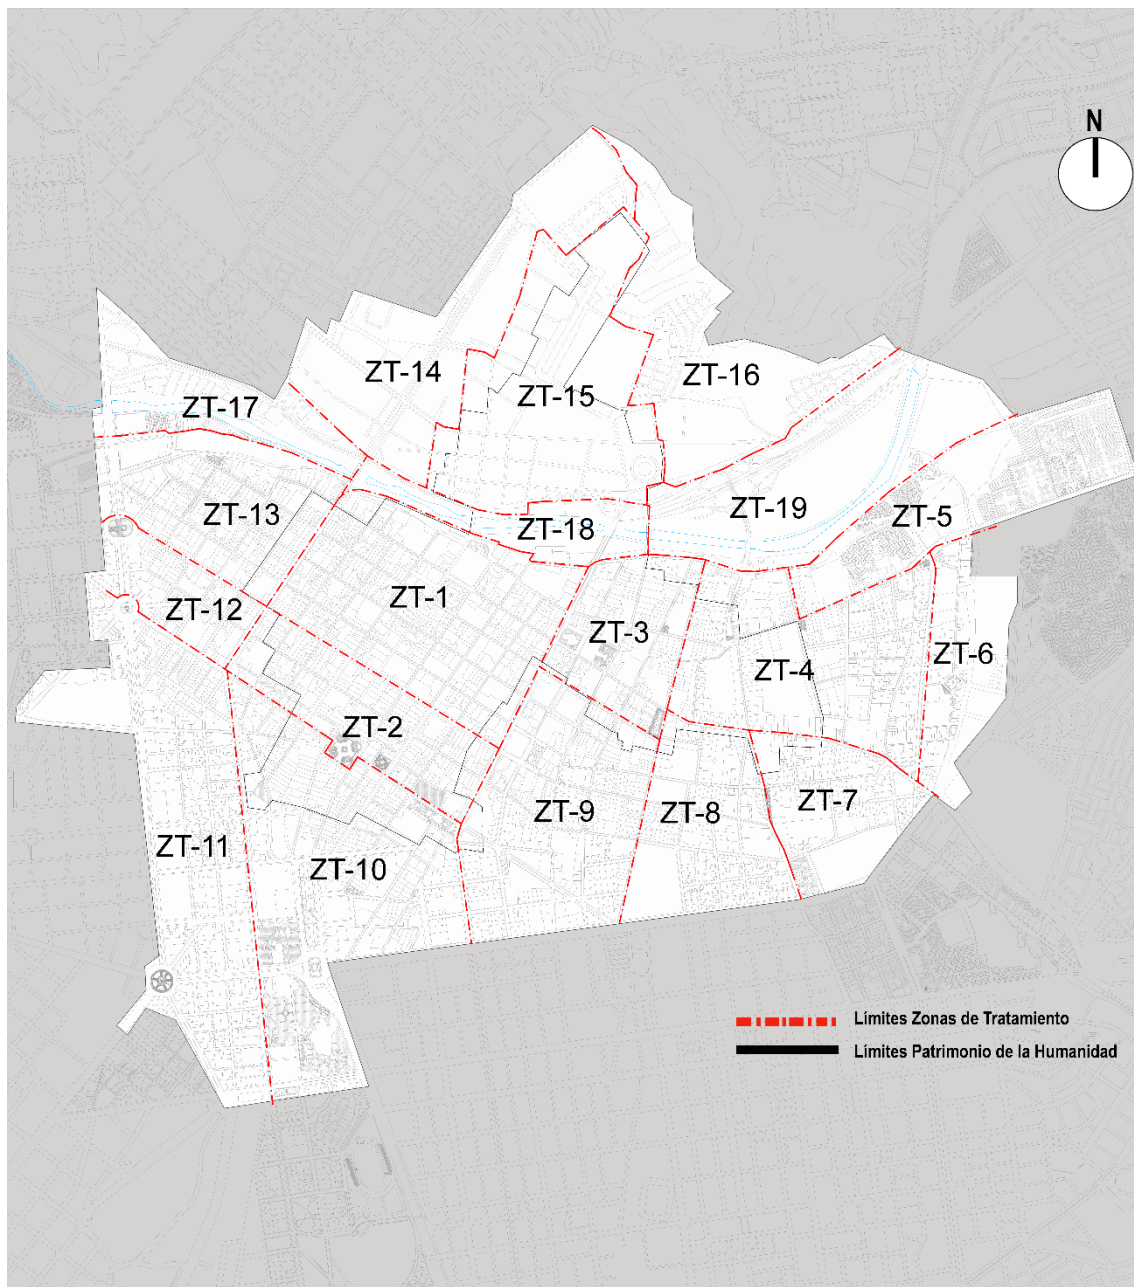 N
ZT-14
ZT-16
ZT-15
ZT-17
ZT-13
ZT-18
ZT-19
ZT-5
ZT-12
ZT-1
ZT-3
ZT-4
ZT-6
ZT-2
ZT-9
ZT-8
ZT-7
ZT-11
ZT-10
Límites Zonas de Tratamiento
Límites Patrimonio de la Humanidad